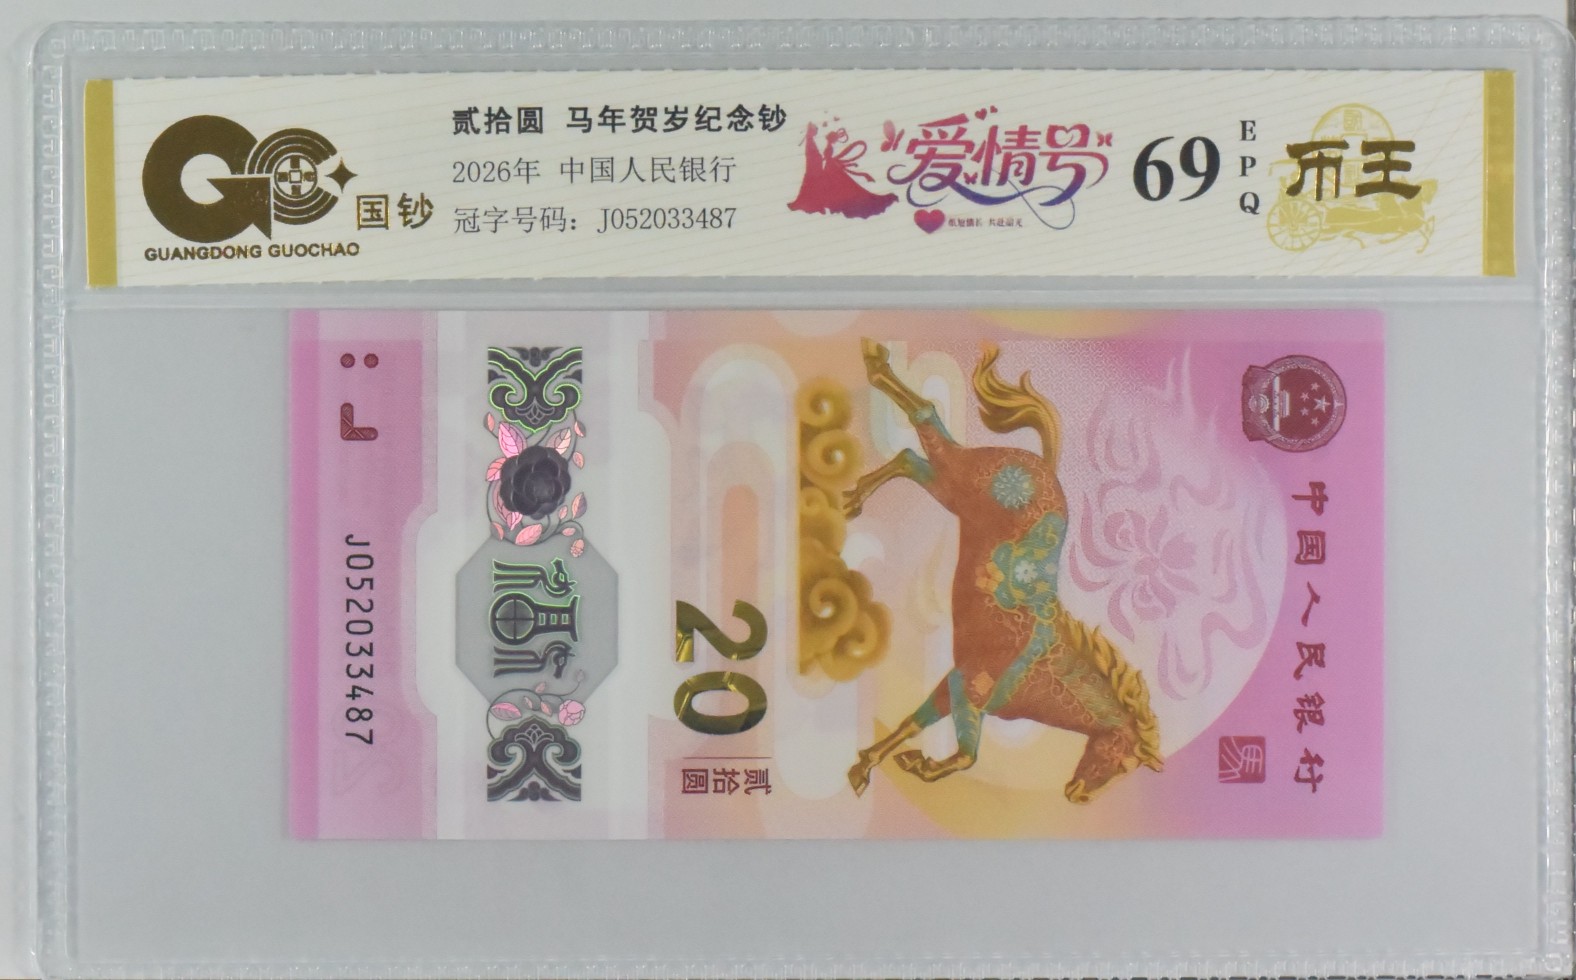 国钞
GUANGDONG GUOCHAO
贰拾圆 马年贺岁纪念钞
2026年 中国人民银行
冠字号码：J052033487
爱情号
69
EPQ
币王
中国人民银行
马
20
贰拾圆
福
J052033487